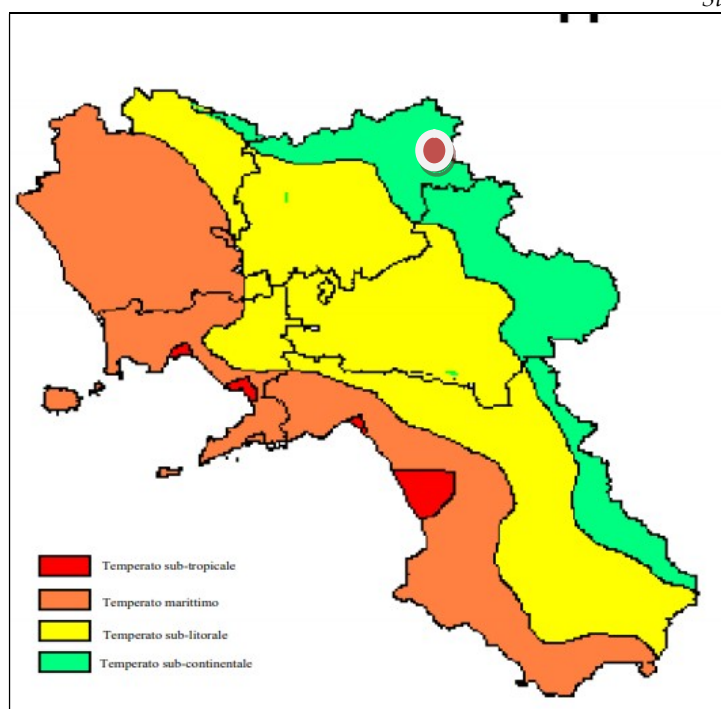 Temperato sub-tropicale
Temperato marittimo
Temperato sub-litorale
Temperato sub-continentale